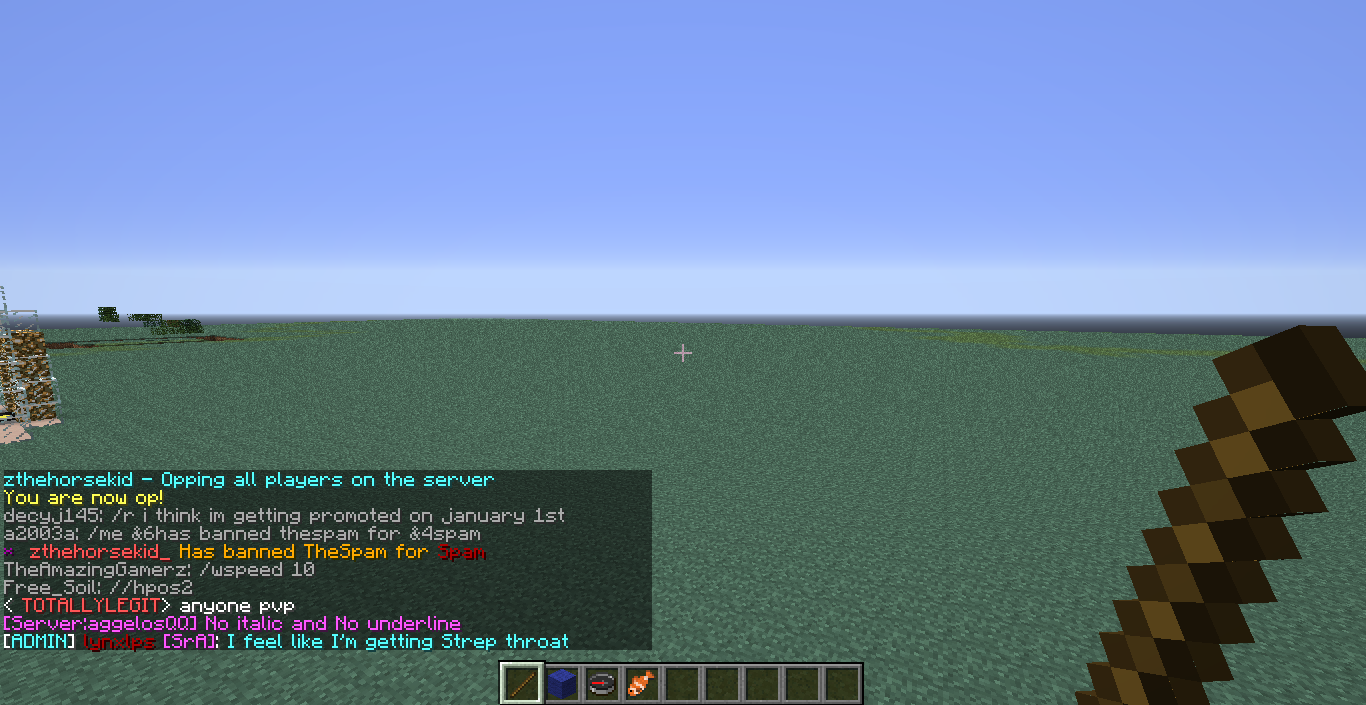 zthehorsekid - Opping all players on the server
You are now op!
decyj145: /r i think im getting promoted on january 1st
a2003a: /me &6has banned thespam for &4spam
* zthehorsekid_ Has banned TheSpam for Spam
TheAmazingGamerz: /wspeed 10
Free_Soil: //hpos2
< TOTALLYLEGIT> anyone pvp
[Server:aggelosQQ] No italic and No underline
[ADMIN] lynxlps [SrA]: I feel like I'm getting Strep throat